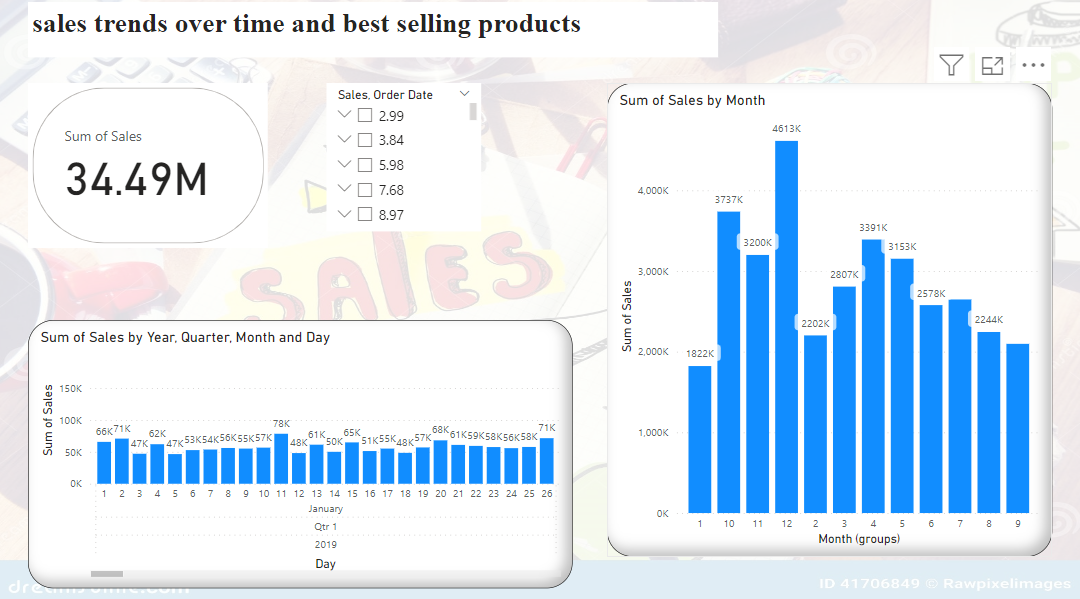 sales trends over time and best selling products
Sum of Sales
34.49M
Sales, Order Date
2.99
3.84
5.98
7.68
8.97
SALES
Sum of Sales by Month
Sum of Sales
4,000K
3,000K
2,000K
1,000K
0K
1822K
3737K
3200K
4613K
2202K
2807K
3391K
3153K
2578K
2244K
1 10 11 12 2 3 4 5 6 7 8 9
Month (groups)
Sum of Sales by Year, Quarter, Month and Day
Sum of Sales
150K
100K
50K
0K
66K 71K 47K 62K 47K 53K 54K 56K 55K 57K 78K 48K 61K 50K 65K 51K 55K 48K 57K 68K 61K 59K 58K 56K 58K 71K
1 2 3 4 5 6 7 8 9 10 11 12 13 14 15 16 17 18 19 20 21 22 23 24 25 26
January
Qtr 1
2019
Day
ID 41706849 © Rawpixelimages